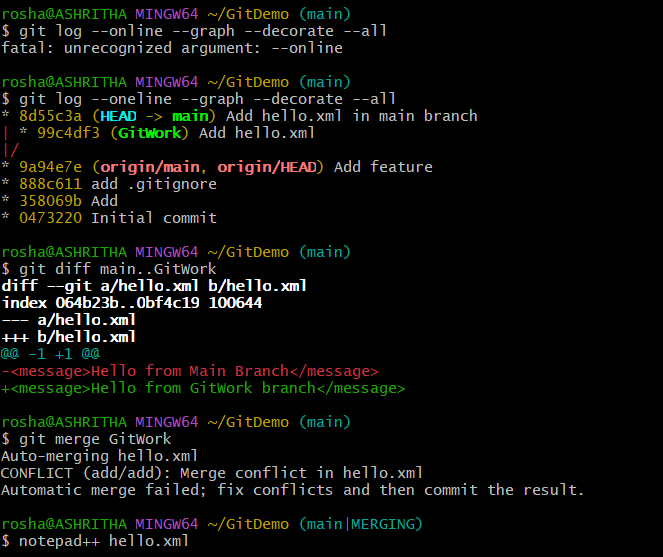 rosha@ASHRITHA MINGW64 ~/GitDemo (main)
$ git log --online --graph --decorate --all
fatal: unrecognized argument: --online
rosha@ASHRITHA MINGW64 ~/GitDemo (main)
$ git log --oneline --graph --decorate --all
* 8d55c3a (HEAD -> main) Add hello.xml in main branch
| * 99c4df3 (GitWork) Add hello.xml
|/
* 9a94e7e (origin/main, origin/HEAD) Add feature
* 888c611 add .gitignore
* 358069b Add
* 0473220 Initial commit
rosha@ASHRITHA MINGW64 ~/GitDemo (main)
$ git diff main..GitWork
diff --git a/hello.xml b/hello.xml
index 064b23b..0bf4c19 100644
--- a/hello.xml
+++ b/hello.xml
@@ -1 +1 @@
-<message>Hello from Main Branch</message>
+<message>Hello from GitWork branch</message>
rosha@ASHRITHA MINGW64 ~/GitDemo (main)
$ git merge GitWork
Auto-merging hello.xml
CONFLICT (add/add): Merge conflict in hello.xml
Automatic merge failed; fix conflicts and then commit the result.
rosha@ASHRITHA MINGW64 ~/GitDemo (main|MERGING)
$ notepad++ hello.xml